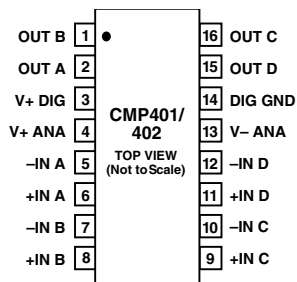 OUT B 1 16 OUT C
OUT A 2 15 OUT D
V+ DIG 3 14 DIG GND
V+ ANA 4 CMP401/ 13 V– ANA
402
–IN A 5 TOP VIEW 12 –IN D
(Not to Scale)
+IN A 6 11 +IN D
–IN B 7 10 –IN C
+IN B 8 9 +IN C